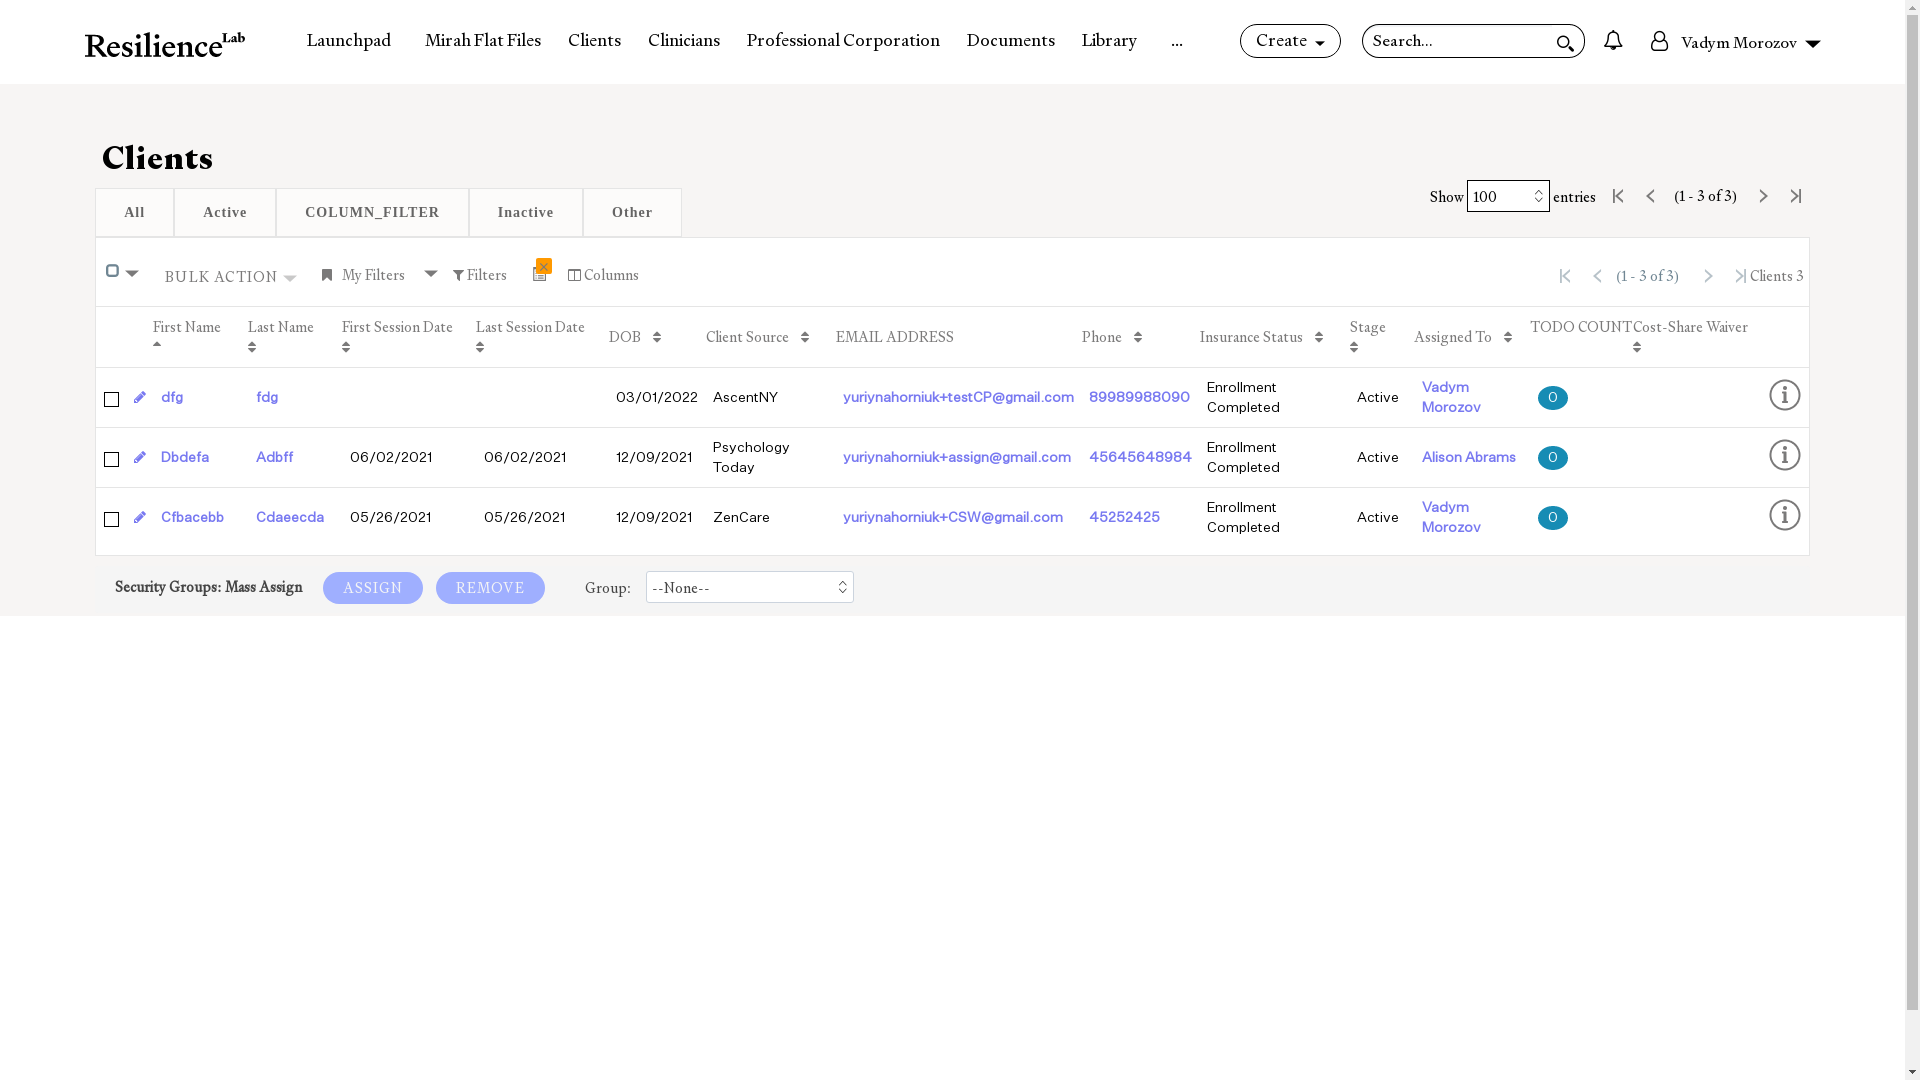 ResilienceLab Launchpad Mirah Flat Files Clients Clinicians Professional Corporation Documents Library ... Create Search... Vadym Morozov
Clients
Show 100 entries (1 - 3 of 3)
All Active COLUMN_FILTER Inactive Other
BULK ACTION My Filters Filters Columns (1 - 3 of 3) Clients 3
First Name Last Name First Session Date Last Session Date DOB Client Source EMAIL ADDRESS Phone Insurance Status Stage Assigned To TODO COUNT Cost-Share Waiver
dfg fdg 03/01/2022 AscentNY yuriynahorniuk+testCP@gmail.com 89989988090 Enrollment Completed Active Vadym Morozov 0
Dbdefa Adbff 06/02/2021 06/02/2021 12/09/2021 Psychology Today yuriynahorniuk+assign@gmail.com 45645648984 Enrollment Completed Active Alison Abrams 0
Cfbacebb Cdaeecda 05/26/2021 05/26/2021 12/09/2021 ZenCare yuriynahorniuk+CSW@gmail.com 45252425 Enrollment Completed Active Vadym Morozov 0
Security Groups: Mass Assign ASSIGN REMOVE Group: --None--